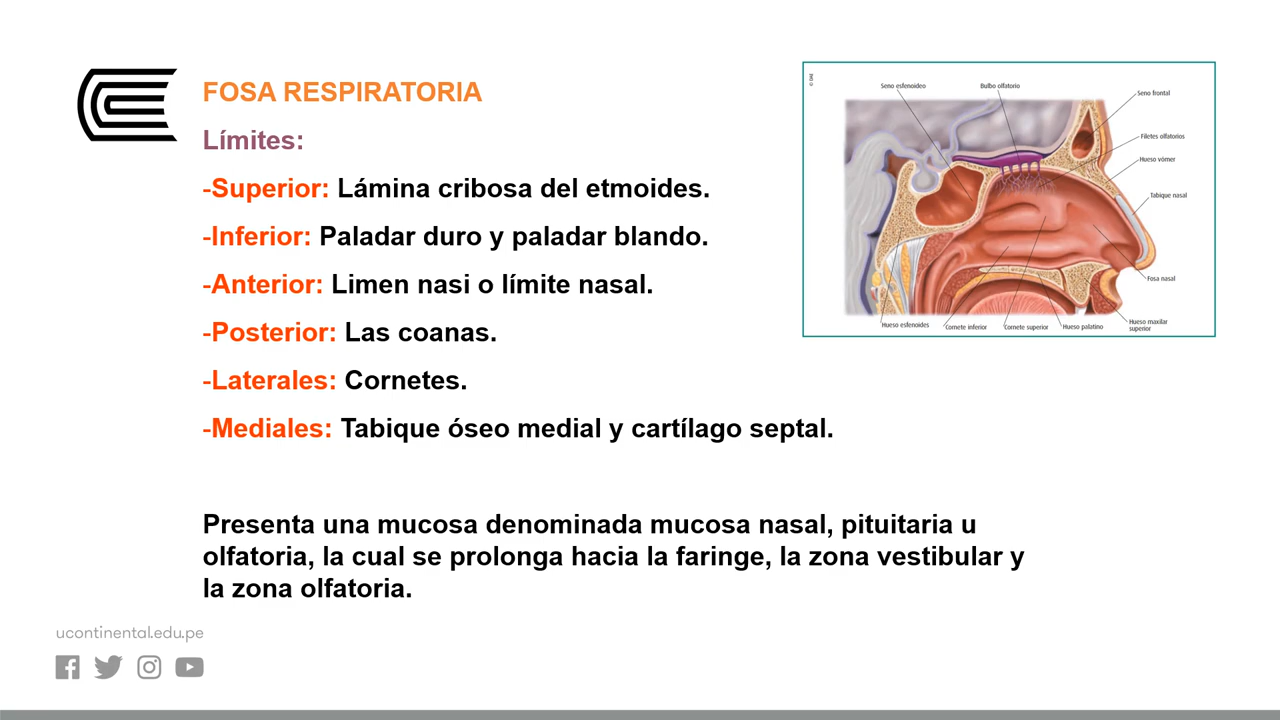 FOSA RESPIRATORIA
Límites:
-Superior: Lámina cribosa del etmoides.
-Inferior: Paladar duro y paladar blando.
-Anterior: Limen nasi o límite nasal.
-Posterior: Las coanas.
-Laterales: Cornetes.
-Mediales: Tabique óseo medial y cartílago septal.
Presenta una mucosa denominada mucosa nasal, pituitaria u
olfatoria, la cual se prolonga hacia la faringe, la zona vestibular y
la zona olfatoria.
Seno esfenoideo
Bulbo olfatorio
Seno frontal
Filetes olfatorios
Hueso vómer
Tabique nasal
Fosa nasal
Hueso esfenoides
Cornete inferior
Cornete superior
Hueso palatino
Hueso maxilar
superior
ucontinental.edu.pe